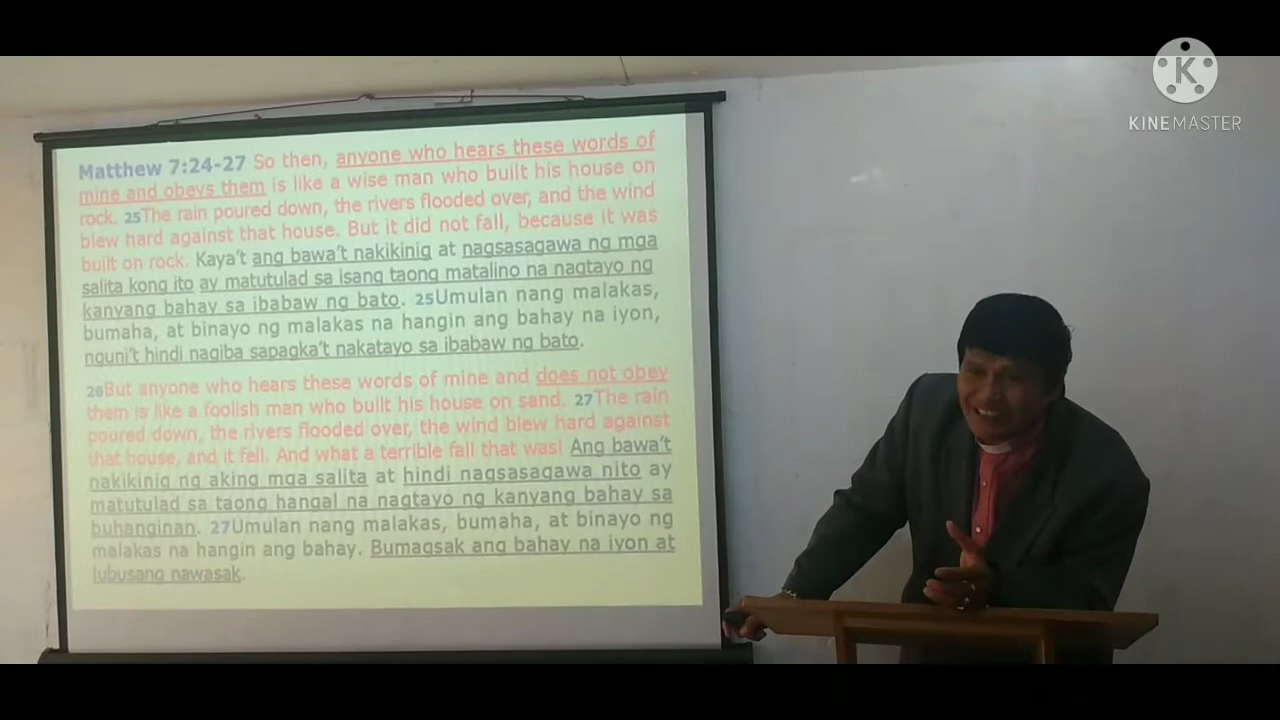 Matthew 7:24-27 So then, anyone who hears these words of
mine and obeys them is like a wise man who built his house on
rock. 25The rain poured down, the rivers flooded over, and the wind
blew hard against that house. But it did not fall, because it was
built on rock. Kaya't ang bawa't nakikinig at nagsasagawa ng mga
salita kong ito ay matutulad sa isang taong matalino na nagtayo ng
kanyang bahay sa ibabaw ng bato. 25Umulan nang malakas,
bumaha, at binayo ng malakas na hangin ang bahay na iyon,
nguni't hindi nagiba sapagka't nakatayo sa ibabaw ng bato.
26But anyone who hears these words of mine and does not obey
them is like a foolish man who built his house on sand. 27The rain
poured down, the rivers flooded over, the wind blew hard against
that house, and it fell. And what a terrible fall that was! Ang bawa't
nakikinig ng aking mga salita at hindi nagsasagawa nito ay
matutulad sa taong hangal na nagtayo ng kanyang bahay sa
buhanginan. 27Umulan nang malakas, bumaha, at binayo ng
malakas na hangin ang bahay. Bumagsak ang bahay na iyon at
lubusang nawasak.
K
KINEMASTER